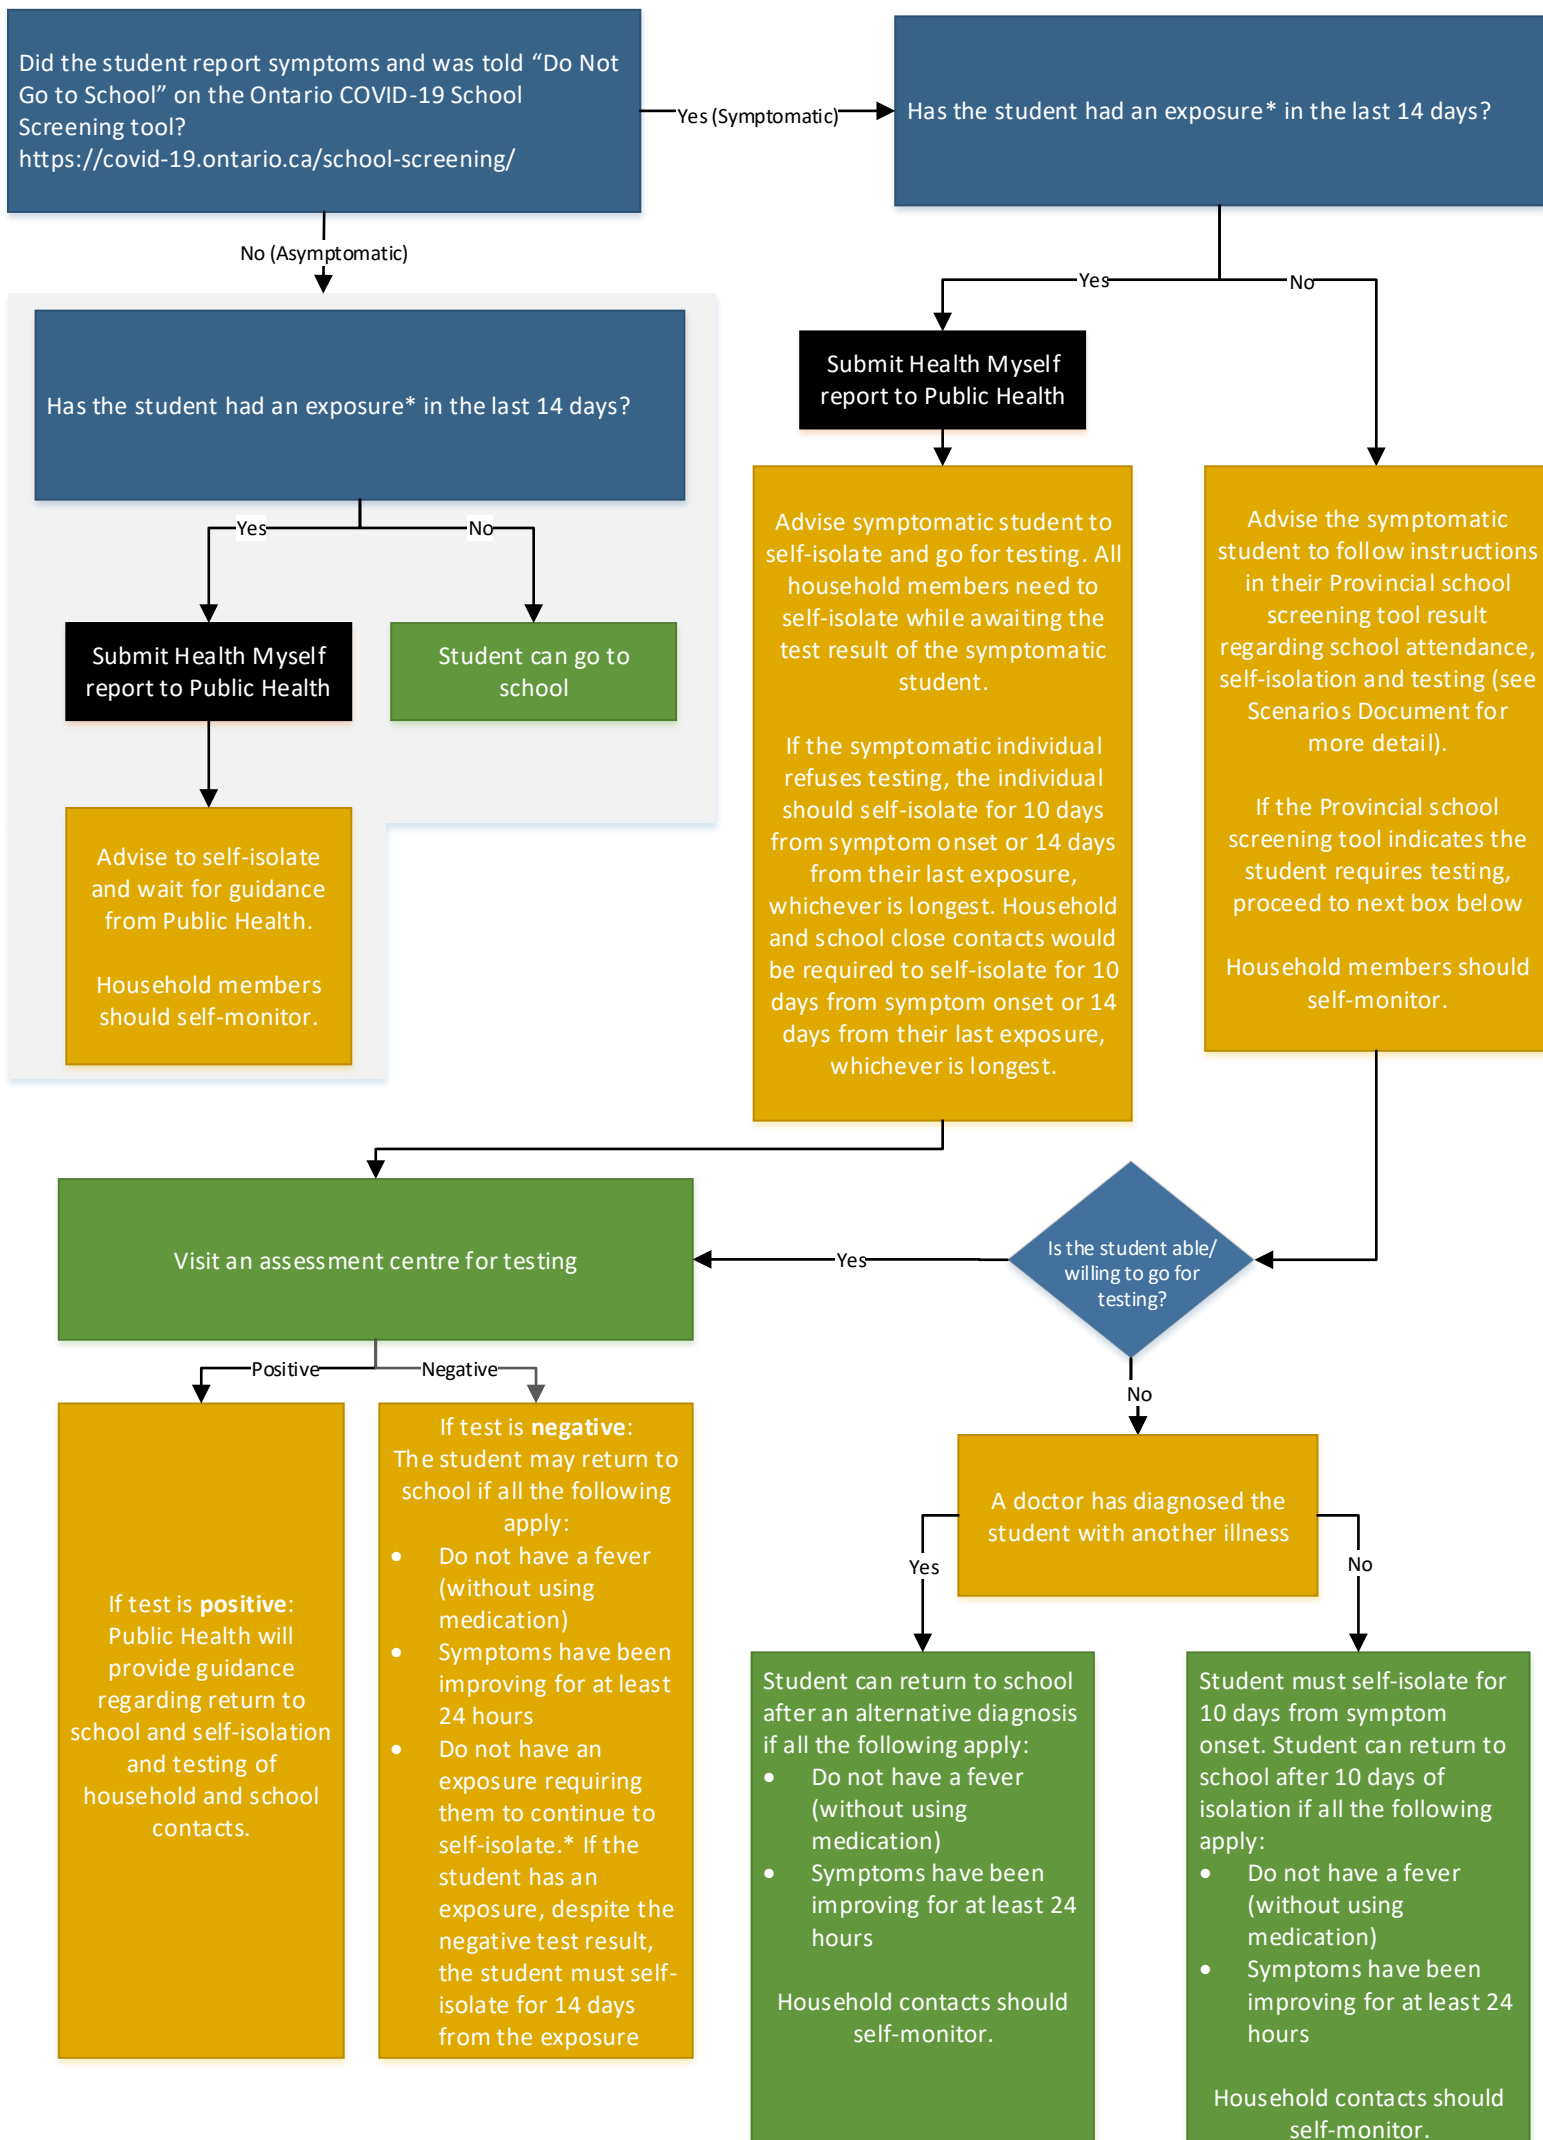 Did the student report symptoms and was told “Do Not
Go to School” on the Ontario COVID-19 School
Screening tool?
https://covid-19.ontario.ca/school-screening/
Yes (Symptomatic)
Has the student had an exposure* in the last 14 days?
No (Asymptomatic)
Has the student had an exposure* in the last 14 days?
Yes
No
Submit Health Myself
report to Public Health
Student can go to
school
Advise to self-isolate
and wait for guidance
from Public Health.
Household members
should self-monitor.
Yes
No
Submit Health Myself
report to Public Health
Advise symptomatic student to
self-isolate and go for testing. All
household members need to
self-isolate while awaiting the
test result of the symptomatic
student.
If the symptomatic individual
refuses testing, the individual
should self-isolate for 10 days
from symptom onset or 14 days
from their last exposure,
whichever is longest. Household
and school close contacts would
be required to self-isolate for 10
days from symptom onset or 14
days from their last exposure,
whichever is longest.
Advise the symptomatic
student to follow instructions
in their Provincial school
screening tool result
regarding school attendance,
self-isolation and testing (see
Scenarios Document for
more detail).
If the Provincial school
screening tool indicates the
student requires testing,
proceed to next box below
Household members should
self-monitor.
Visit an assessment centre for testing
Yes
Is the student able/
willing to go for
testing?
Positive
Negative
No
If test is positive:
Public Health will
provide guidance
regarding return to
school and self-isolation
and testing of
household and school
contacts.
If test is negative:
The student may return to
school if all the following
apply:
• Do not have a fever
(without using
medication)
• Symptoms have been
improving for at least
24 hours
• Do not have an
exposure requiring
them to continue to
self-isolate.* If the
student has an
exposure, despite the
negative test result,
the student must self-
isolate for 14 days
from the exposure
A doctor has diagnosed the
student with another illness
Yes
No
Student can return to school
after an alternative diagnosis
if all the following apply:
• Do not have a fever
(without using
medication)
• Symptoms have been
improving for at least 24
hours
Household contacts should
self-monitor.
Student must self-isolate for
10 days from symptom
onset. Student can return to
school after 10 days of
isolation if all the following
apply:
• Do not have a fever
(without using
medication)
• Symptoms have been
improving for at least 24
hours
Household contacts should
self-monitor.